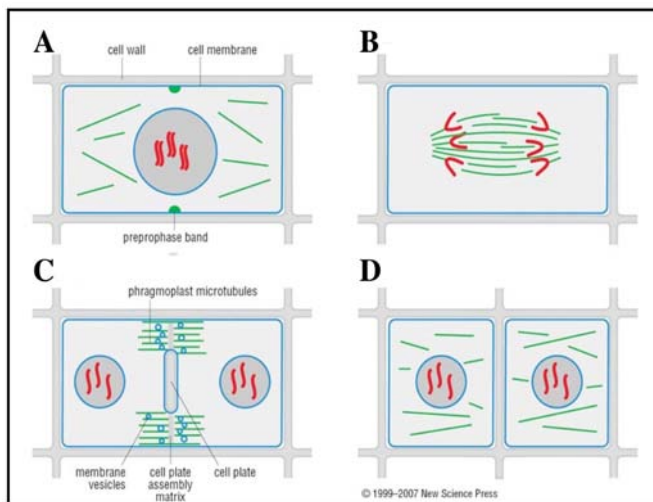 A
cell wall
cell membrane
preprophase band
B
C
phragmoplast microtubules
membrane
vesicles
cell plate
assembly
matrix
cell plate
D
© 1999–2007 New Science Press